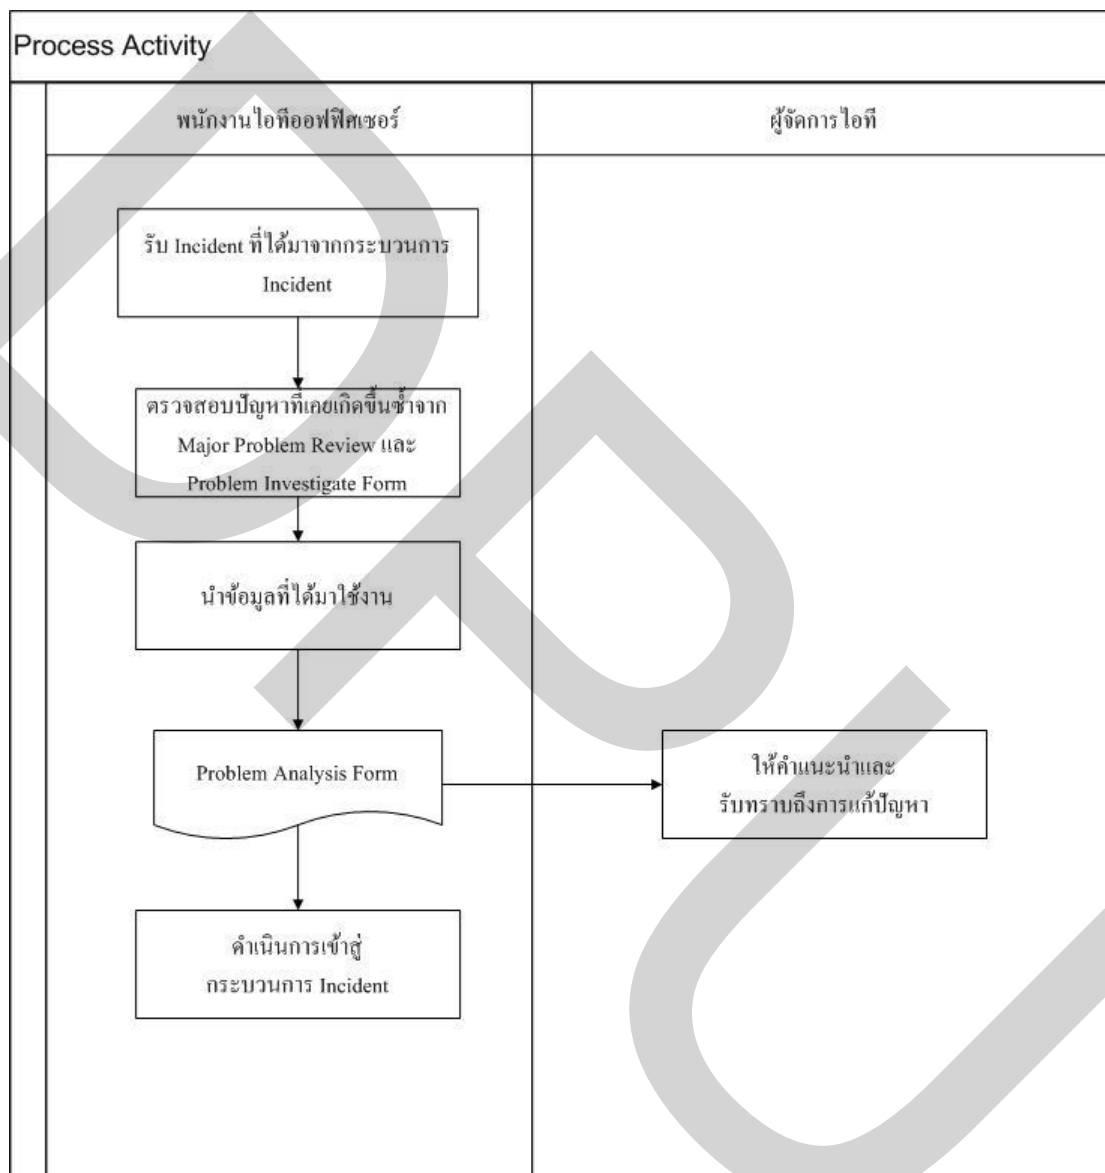 Process Activity
พนักงานไอทีออฟฟิศเซอร์
ผู้จัดการไอที
รับ Incident ที่ได้มาจากกระบวนการ
Incident
ตรวจสอบปัญหาที่เคยเกิดขึ้นซ้ำจาก
Major Problem Review และ
Problem Investigate Form
นำข้อมูลที่ได้มาใช้งาน
Problem Analysis Form
ให้คำแนะนำและ
รับทราบถึงการแก้ปัญหา
ดำเนินการเข้าสู่
กระบวนการ Incident
DPU